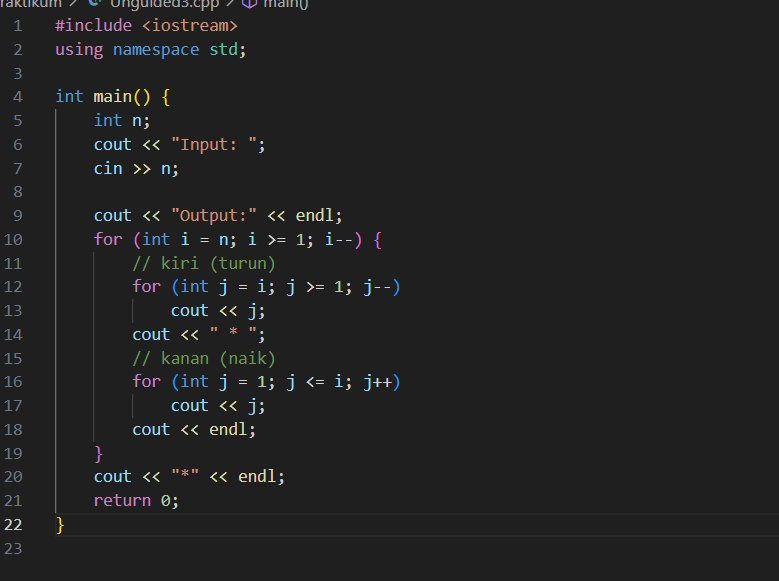 raktikum > Unguided3.cpp > main()
1 #include <iostream>
2 using namespace std;
3
4 int main() {
5     int n;
6     cout << "Input: ";
7     cin >> n;
8
9     cout << "Output:" << endl;
10     for (int i = n; i >= 1; i--) {
11         // kiri (turun)
12         for (int j = i; j >= 1; j--)
13             cout << j;
14         cout << " * ";
15         // kanan (naik)
16         for (int j = 1; j <= i; j++)
17             cout << j;
18         cout << endl;
19     }
20     cout << "*" << endl;
21     return 0;
22 }
23